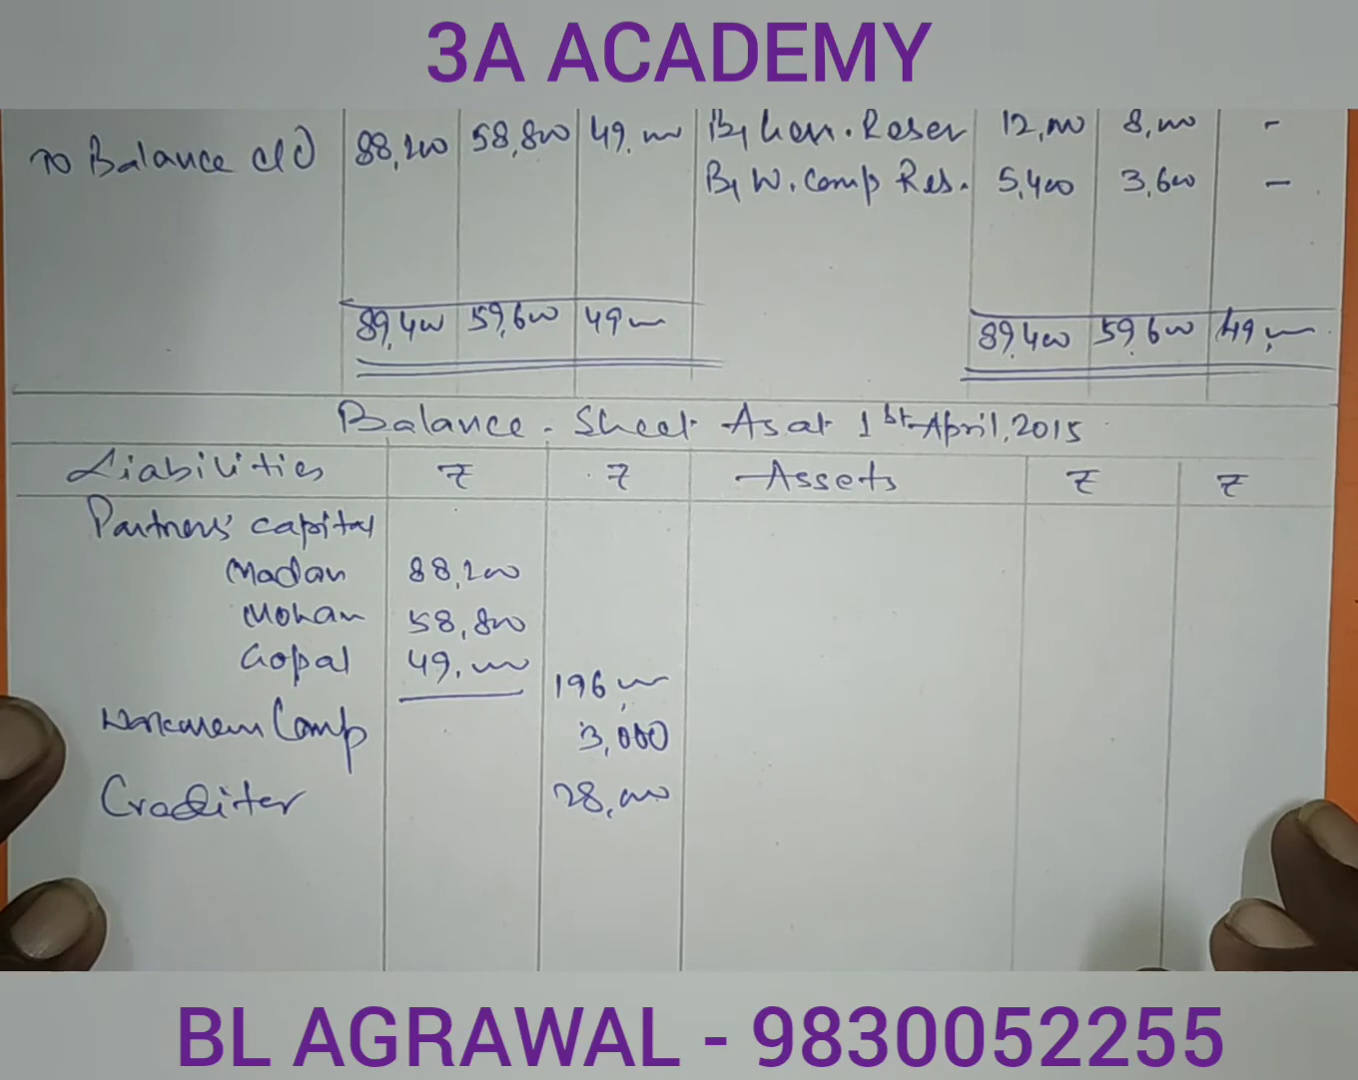 3A ACADEMY
To Balance c/d 88,200 58,800 49,000 By Gen. Reser 12,000 8,000 -
By W. Comp Res. 5,400 3,600 -
89,400 59,600 49,000 89,400 59,600 49,000
Balance - Sheet As at 1st April, 2015
Liabilities ₹ ₹ Assets ₹ ₹
Partners' capital
Madan 88,200
Mohan 58,800
Gopal 49,000 196,000
Workmen Comp 3,000
Crediter 28,000
BL AGRAWAL - 9830052255